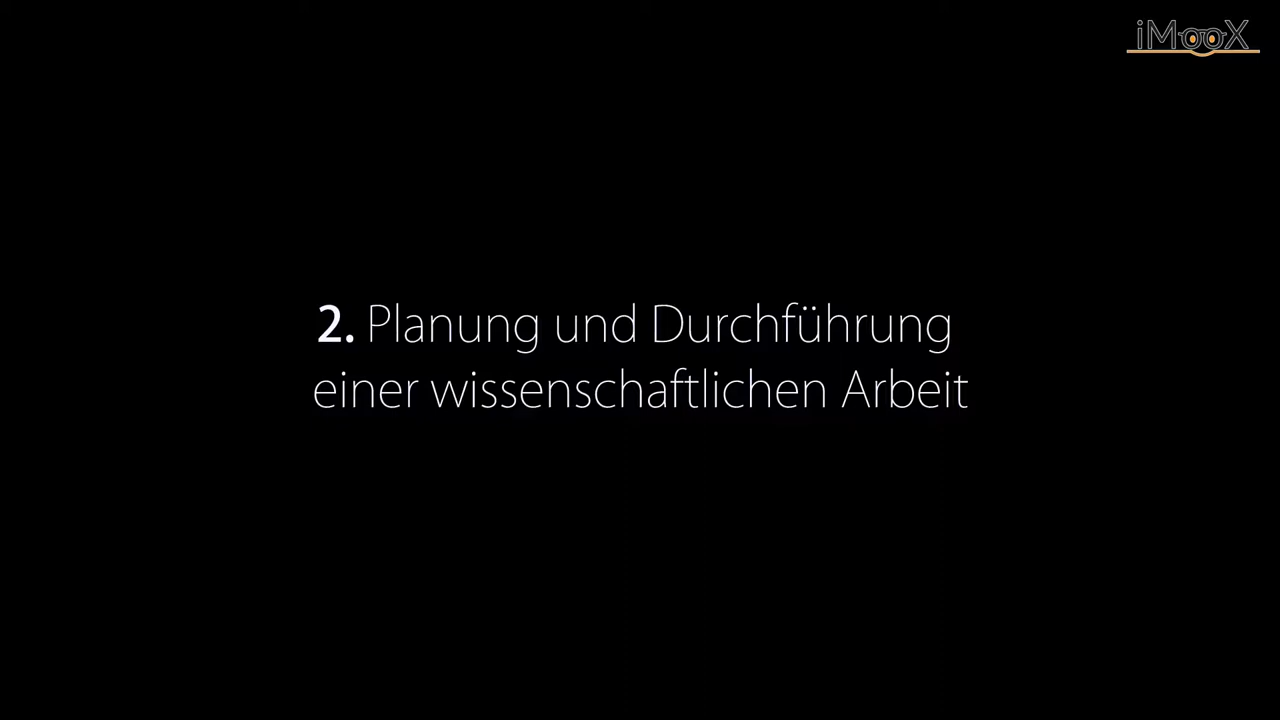 iMooX
2. Planung und Durchführung
einer wissenschaftlichen Arbeit